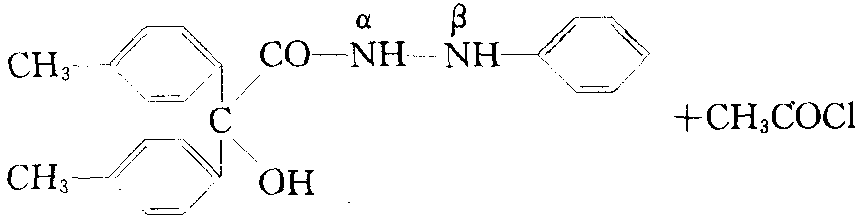 α β
CH₃ CO—NH—NH
C +CH₃COCl
CH₃ OH